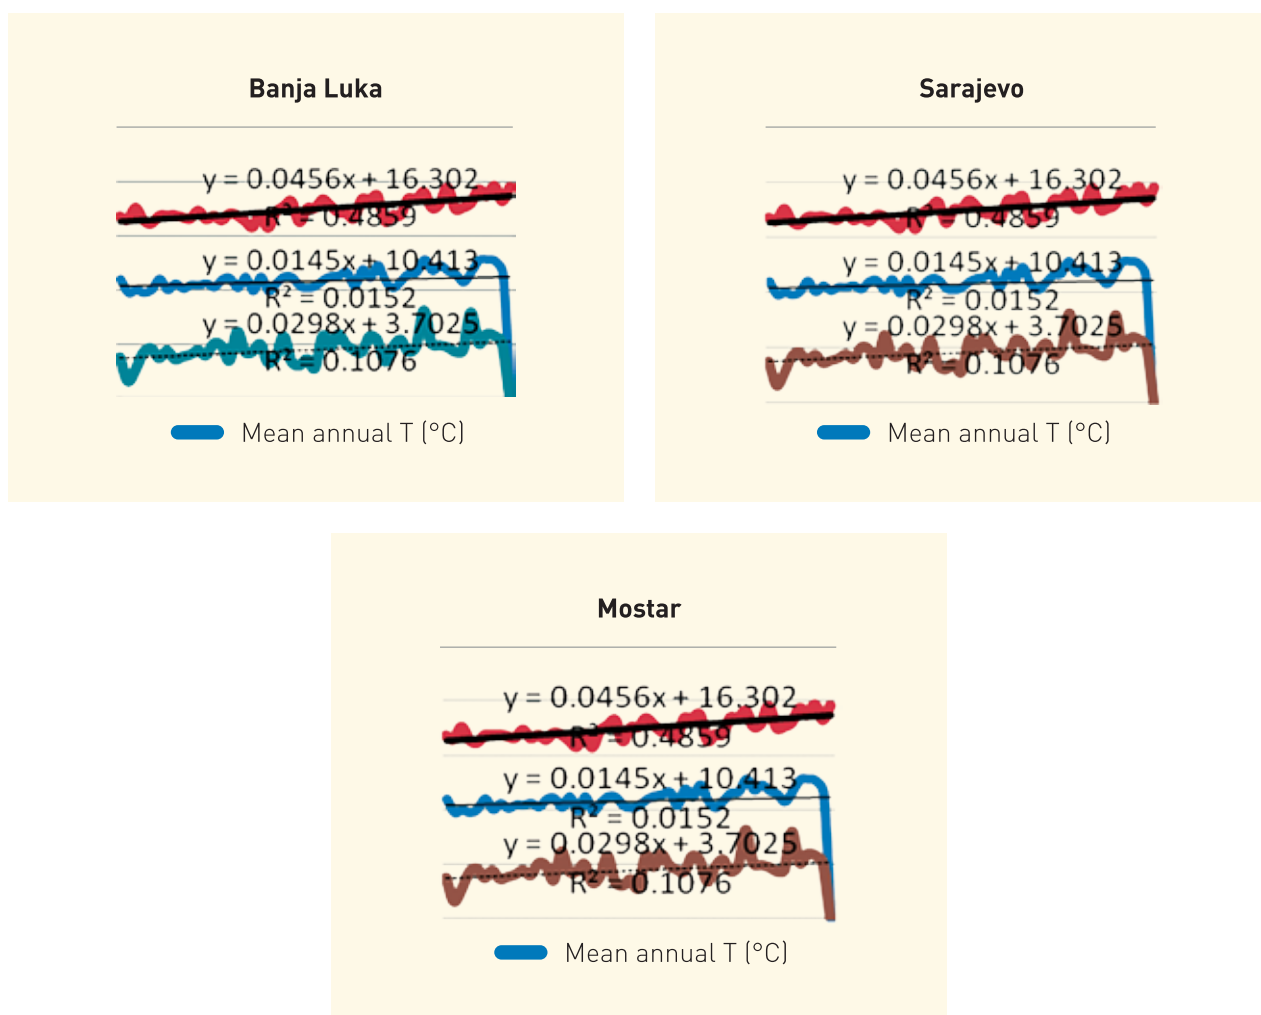 Banja Luka
y = 0.0456x + 16.302
R² = 0.4859
y = 0.0145x + 10.413
R² = 0.0152
y = 0.0298x + 3.7025
R² = 0.1076
Mean annual T (°C)
Sarajevo
y = 0.0456x + 16.302
R² = 0.4859
y = 0.0145x + 10.413
R² = 0.0152
y = 0.0298x + 3.7025
R² = 0.1076
Mean annual T (°C)
Mostar
y = 0.0456x + 16.302
R² = 0.4859
y = 0.0145x + 10.413
R² = 0.0152
y = 0.0298x + 3.7025
R² = 0.1076
Mean annual T (°C)